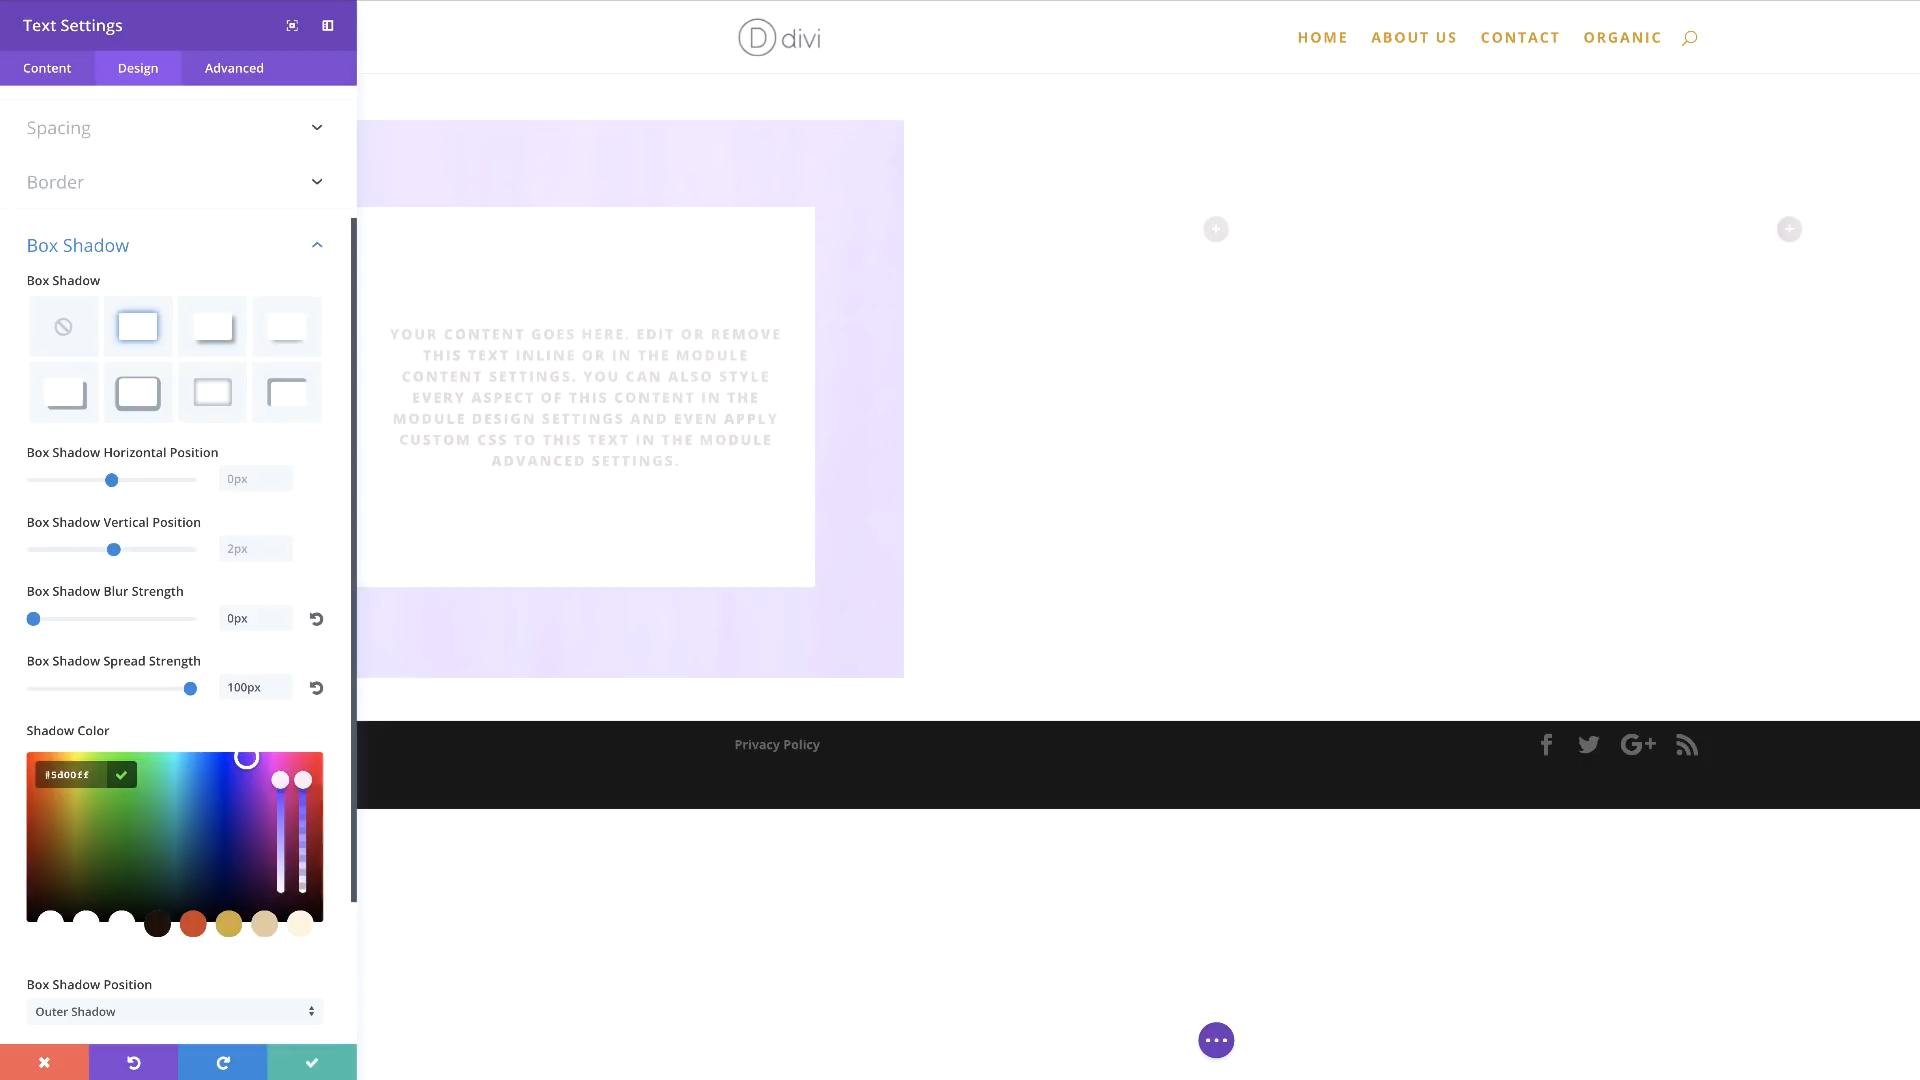 Text Settings
Content
Design
Advanced
Spacing
Border
Box Shadow
Box Shadow
Box Shadow Horizontal Position
0px
Box Shadow Vertical Position
2px
Box Shadow Blur Strength
0px
Box Shadow Spread Strength
100px
Shadow Color
#5d00ff
Box Shadow Position
Outer Shadow
D divi
HOME
ABOUT US
CONTACT
ORGANIC
YOUR CONTENT GOES HERE. EDIT OR REMOVE
THIS TEXT INLINE OR IN THE MODULE
CONTENT SETTINGS. YOU CAN ALSO STYLE
EVERY ASPECT OF THIS CONTENT IN THE
MODULE DESIGN SETTINGS AND EVEN APPLY
CUSTOM CSS TO THIS TEXT IN THE MODULE
ADVANCED SETTINGS.
Privacy Policy